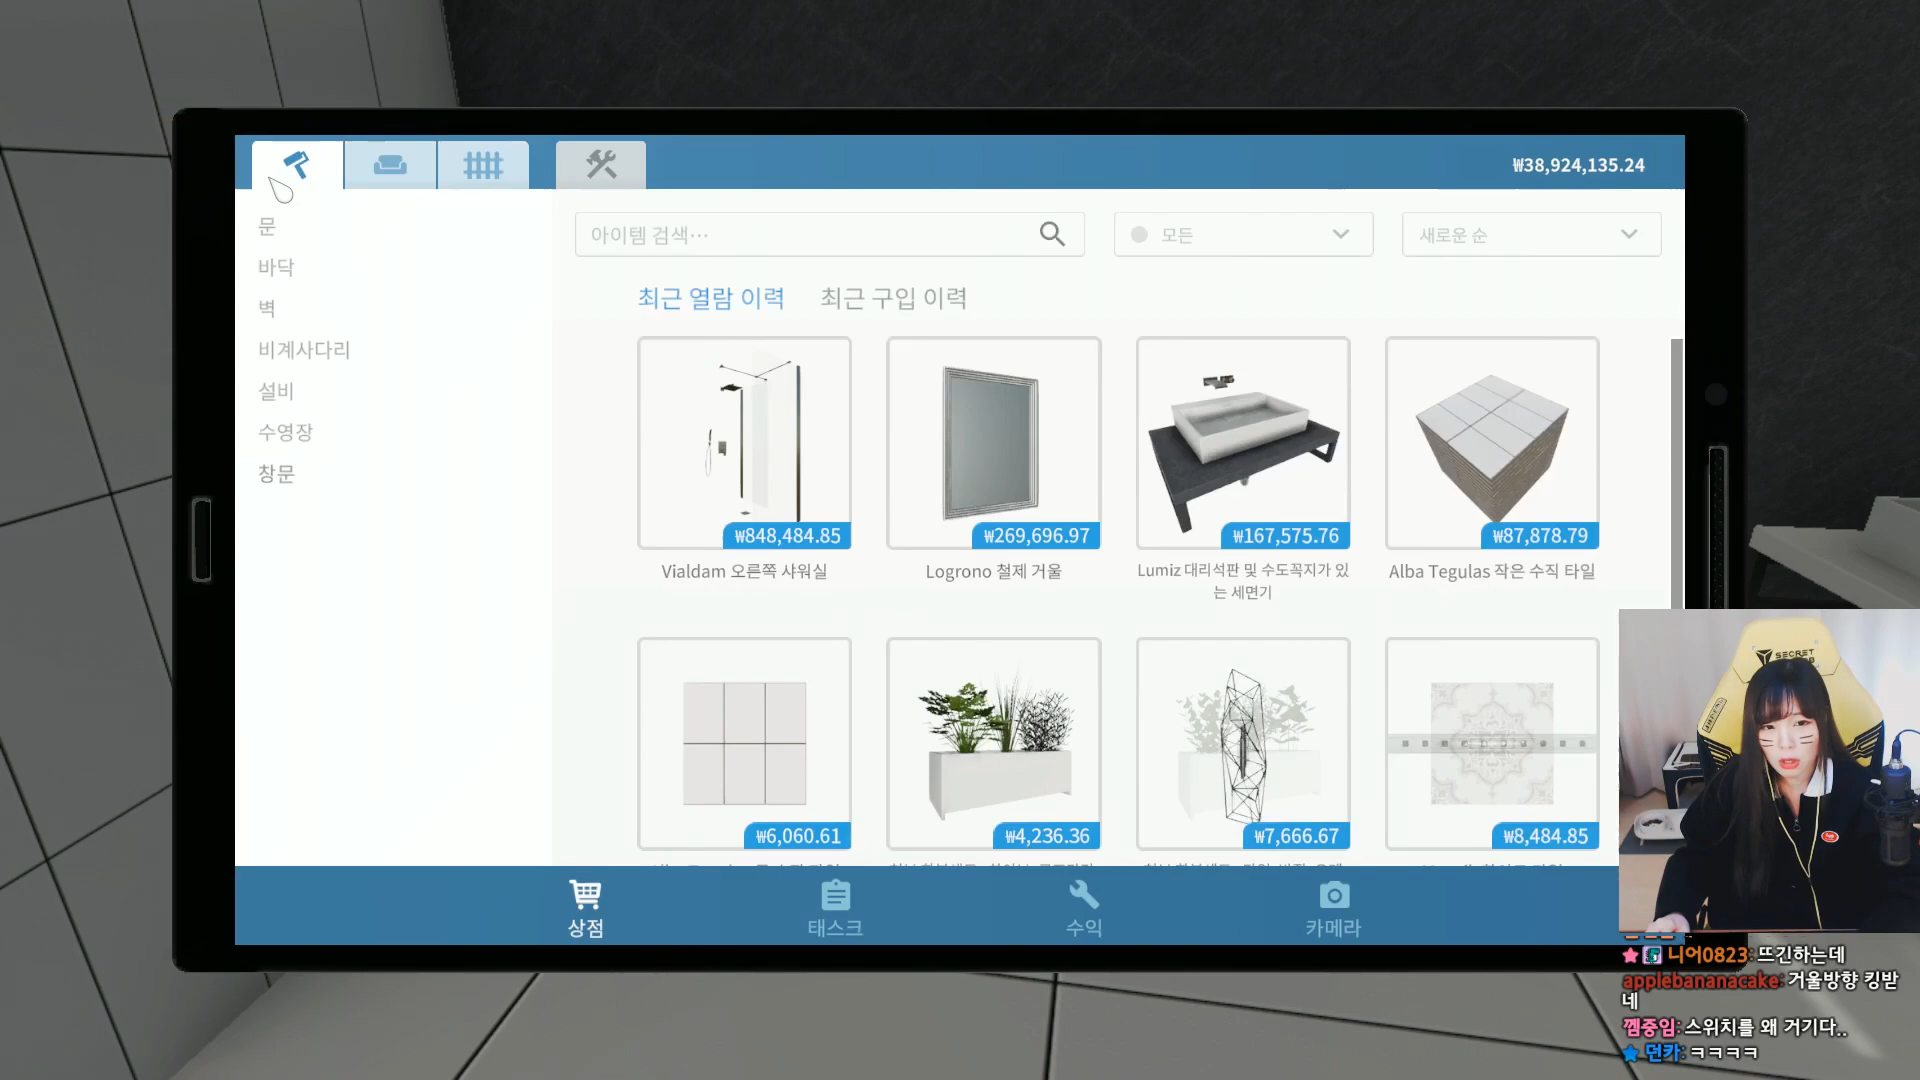 ₩38,924,135.24
문
바닥
벽
비계사다리
설비
수영장
창문
아이템 검색…
모든
새로운 순
최근 열람 이력
최근 구입 이력
₩848,484.85
₩269,696.97
₩167,575.76
₩87,878.79
Vialdam 오른쪽 샤워실
Logrono 철제 거울
Lumiz 대리석판 및 수도꼭지가 있
는 세면기
Alba Tegulas 작은 수직 타일
₩6,060.61
₩4,236.36
₩7,666.67
₩8,484.85
상점
태스크
수익
카메라
SECRET
니어0823: 뜨긴하는데
applebananacake: 거울방향 킹받
네
껨중임: 스위치를 왜 거기다..
던카: ㅋㅋㅋㅋ